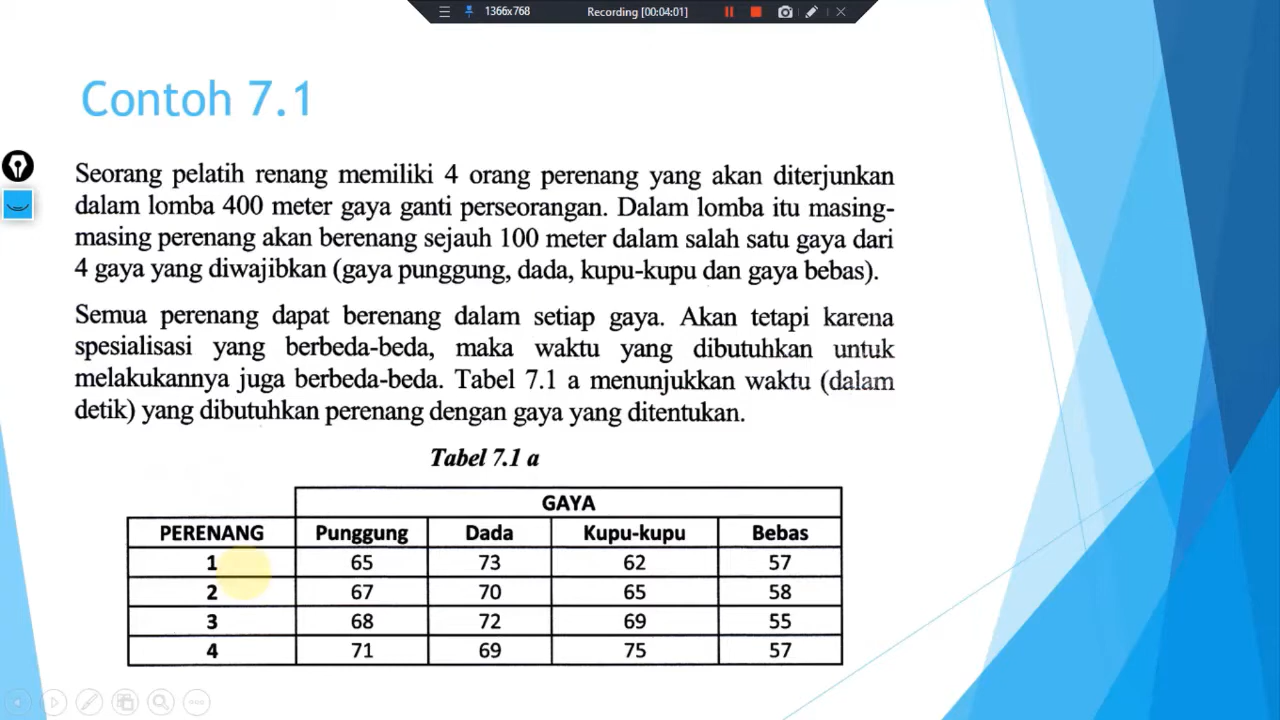 1366x768 Recording [00:04:01]
Contoh 7.1
Seorang pelatih renang memiliki 4 orang perenang yang akan diterjunkan
dalam lomba 400 meter gaya ganti perseorangan. Dalam lomba itu masing-
masing perenang akan berenang sejauh 100 meter dalam salah satu gaya dari
4 gaya yang diwajibkan (gaya punggung, dada, kupu-kupu dan gaya bebas).
Semua perenang dapat berenang dalam setiap gaya. Akan tetapi karena
spesialisasi yang berbeda-beda, maka waktu yang dibutuhkan untuk
melakukannya juga berbeda-beda. Tabel 7.1 a menunjukkan waktu (dalam
detik) yang dibutuhkan perenang dengan gaya yang ditentukan.
Tabel 7.1 a
GAYA
PERENANG Punggung Dada Kupu-kupu Bebas
1 65 73 62 57
2 67 70 65 58
3 68 72 69 55
4 71 69 75 57